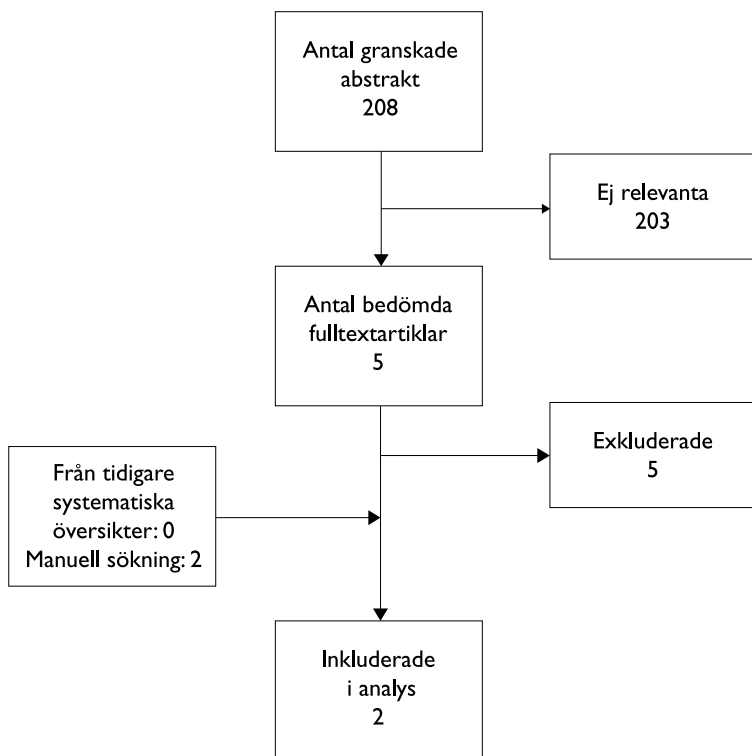 Antal granskade
abstrakt
208
Ej relevanta
203
Antal bedömda
fulltextartiklar
5
Exkluderade
5
Från tidigare
systematiska
översikter: 0
Manuell sökning: 2
Inkluderade
i analys
2